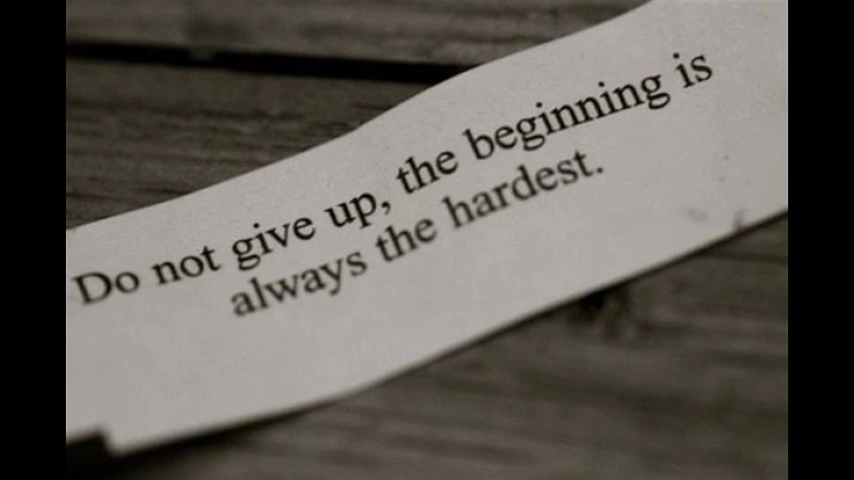 Do not give up, the beginning is
always the hardest.